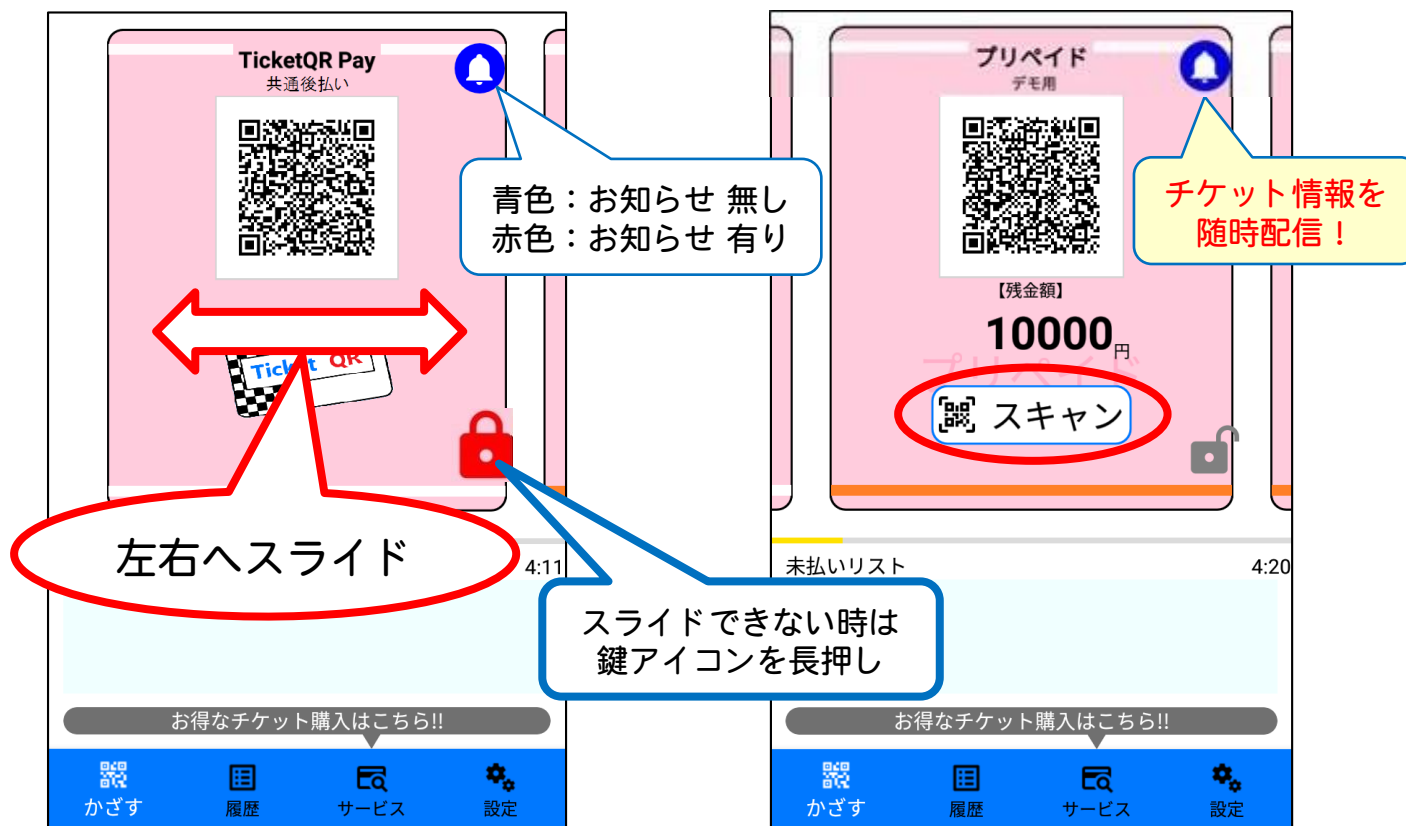 TicketQR Pay
共通後払い
青色：お知らせ 無し
赤色：お知らせ 有り
Ticket QR
左右へスライド
4:11
スライドできない時は
鍵アイコンを長押し
お得なチケット購入はこちら!!
かざす
履歴
サービス
設定
プリペイド
デモ用
チケット情報を
随時配信！
【残金額】
10000円
プリペイド
スキャン
未払いリスト
4:20
お得なチケット購入はこちら!!
かざす
履歴
サービス
設定